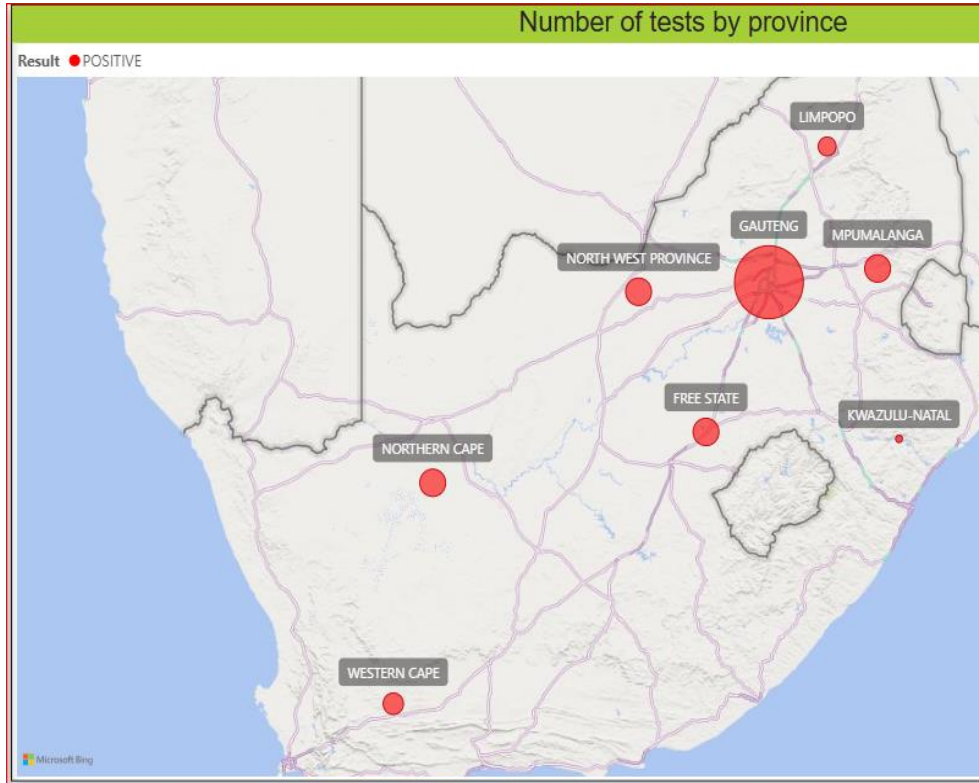 Number of tests by province
Result POSITIVE
LIMPOPO
GAUTENG
MPUMALANGA
NORTH WEST PROVINCE
FREE STATE
KWAZULU-NATAL
NORTHERN CAPE
WESTERN CAPE
Microsoft Bing